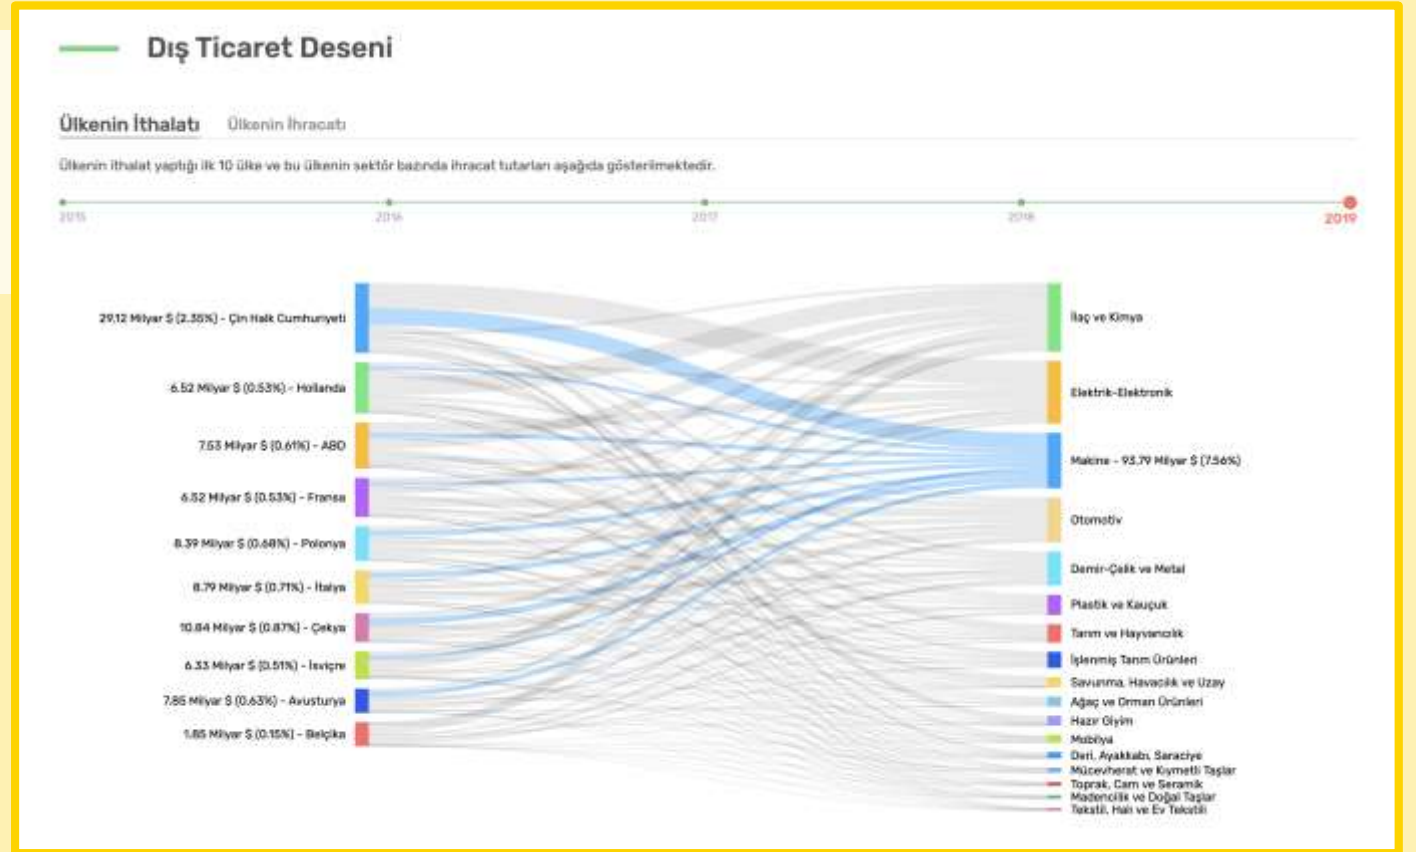 Dış Ticaret Deseni
Ülkenin İthalatı
Ülkenin İhracatı
Ülkenin ithalat yaptığı ilk 10 ülke ve bu ülkenin sektör bazında ihracat tutarları aşağıda gösterilmektedir.
2015
2016
2017
2018
2019
29.12 Milyar $ (2.35%) - Çin Halk Cumhuriyeti
6.52 Milyar $ (0.53%) - Hollanda
7.53 Milyar $ (0.61%) - ABD
6.52 Milyar $ (0.53%) - Fransa
8.39 Milyar $ (0.68%) - Polonya
8.79 Milyar $ (0.71%) - İtalya
10.84 Milyar $ (0.87%) - Çekya
6.33 Milyar $ (0.51%) - İsviçre
7.85 Milyar $ (0.63%) - Avusturya
1.85 Milyar $ (0.15%) - Belçika
İlaç ve Kimya
Elektrik-Elektronik
Makine - 93.79 Milyar $ (7.56%)
Otomotiv
Demir-Çelik ve Metal
Plastik ve Kauçuk
Tarım ve Hayvancılık
İşlenmiş Tarım Ürünleri
Savunma, Havacılık ve Uzay
Ağaç ve Orman Ürünleri
Hazır Giyim
Mobilya
Deri, Ayakkabı, Saraciye
Mücevherat ve Kıymetli Taşlar
Toprak, Cam ve Seramik
Madencilik ve Doğal Taşlar
Tekstil, Halı ve Ev Tekstili